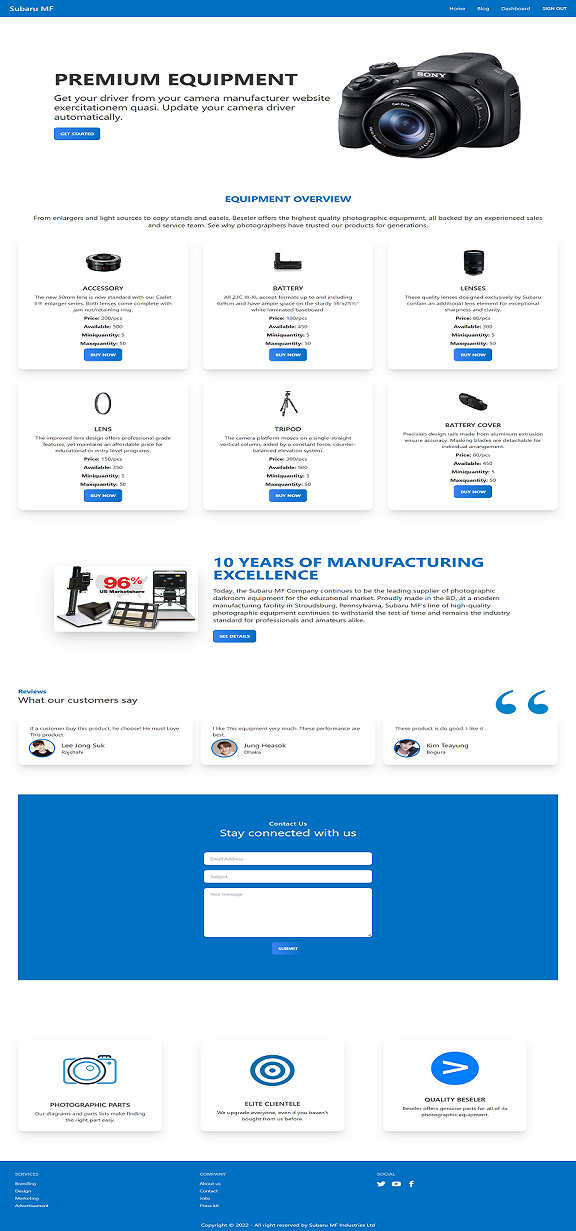 Subaru MF
Home Blog Dashboard SIGN OUT
PREMIUM EQUIPMENT
Get your driver from your camera manufacturer website
exercitationem quasi. Update your camera driver
automatically.
GET STARTED
SONY
EQUIPMENT OVERVIEW
From enlargers and light sources to copy stands and easels, Beseler offers the highest quality photographic equipment, all backed by an experienced sales
and service team. See why photographers have trusted our products for generations.
ACCESSORY
The new 50mm lens is now standard with our Cadet
II® enlarger series. Both lenses come complete with
jam nut/retaining ring.
Price: 200/pcs
Available: 500
Miniquantity: 5
Maxquantity: 50
BUY NOW
BATTERY
All 23C III-XL accept formats up to and including
6x9cm and have ample space on the sturdy 16"x25½"
white laminated baseboard.
Price: 100/pcs
Available: 450
Miniquantity: 5
Maxquantity: 50
BUY NOW
LENSES
These quality lenses designed exclusively by Subaru
contain an additional lens element for exceptional
sharpness and clarity.
Price: 80/pcs
Available: 300
Miniquantity: 5
Maxquantity: 50
BUY NOW
LENS
The improved lens design offers professional-grade
features, yet maintains an affordable price for
educational or entry level programs.
Price: 150/pcs
Available: 350
Miniquantity: 5
Maxquantity: 50
BUY NOW
TRIPOD
The camera platform moves on a single-straight
vertical column, aided by a constant force, counter-
balanced elevation system.
Price: 300/pcs
Available: 500
Miniquantity: 5
Maxquantity: 50
BUY NOW
BATTERY COVER
Precision design rails made from aluminum extrusion
ensure accuracy. Masking blades are detachable for
individual arrangement.
Price: 60/pcs
Available: 450
Miniquantity: 5
Maxquantity: 50
BUY NOW
96%
US Marketshare
10 YEARS OF MANUFACTURING
EXCELLENCE
Today, the Subaru MF Company continues to be the leading supplier of photographic
darkroom equipment for the educational market. Proudly made in the BD, at a modern
manufacturing facility in Stroudsburg, Pennsylvania, Subaru MF's line of high-quality
photographic equipment continues to withstand the test of time and remains the industry
standard for professionals and amateurs alike.
SEE DETAILS
Reviews
What our customers say
If a customer buy this product, he choose! He must Love
This product.
Lee Jong Suk
Rajshahi
I like This equipment very much. These performance are
best.
Jung Heasok
Dhaka
These product is do good. I like it..
Kim Teayung
Bogura
Contact Us
Stay connected with us
Email Address
Subject
Your message
SUBMIT
PHOTOGRAPHIC PARTS
Our diagrams and parts lists make finding
the right part easy.
ELITE CLIENTELE
We upgrade everyone, even if you haven't
bought from us before.
QUALITY BESELER
Beseler offers genuine parts for all of its
photographic equipment.
SERVICES
Branding
Design
Marketing
Advertisement
COMPANY
About us
Contact
Jobs
Press kit
SOCIAL
Copyright © 2022 - All right reserved by Subaru MF Industries Ltd